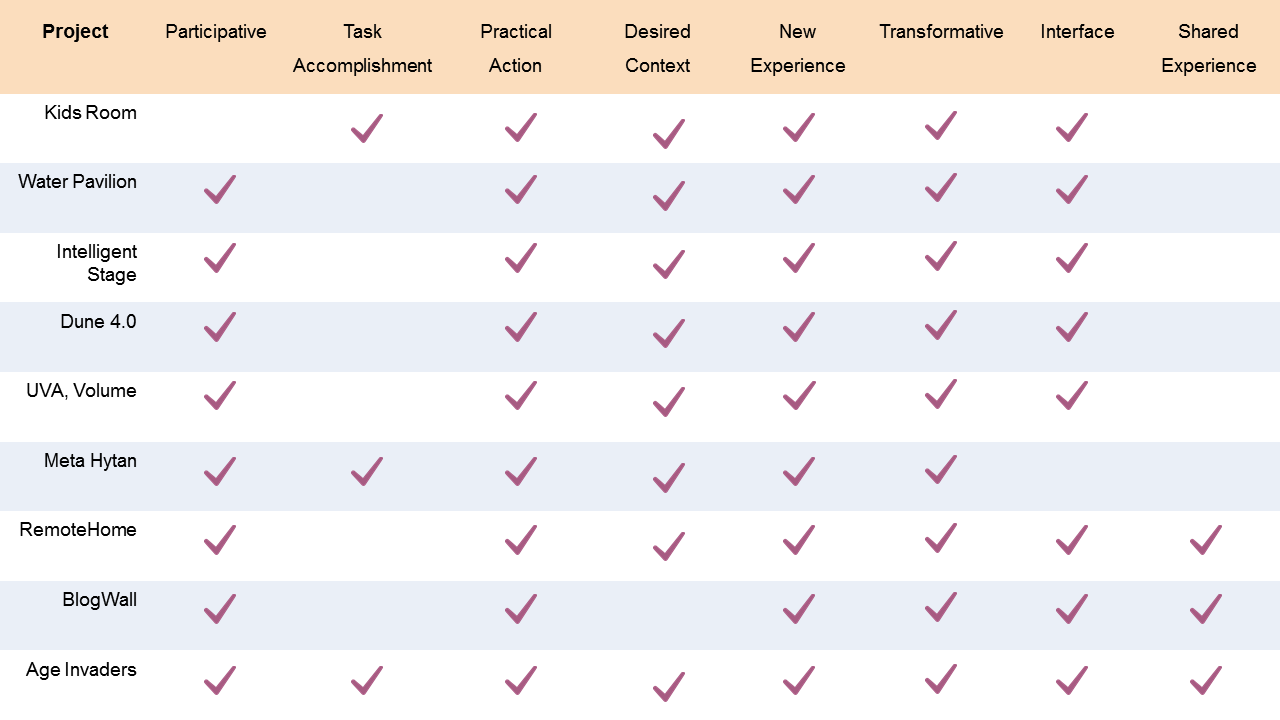 Project Participative Task Practical Desired New Transformative Interface Shared
Accomplishment Action Context Experience Experience
Kids Room
Water Pavilion
Intelligent
Stage
Dune 4.0
UVA, Volume
Meta Hytan
RemoteHome
BlogWall
Age Invaders